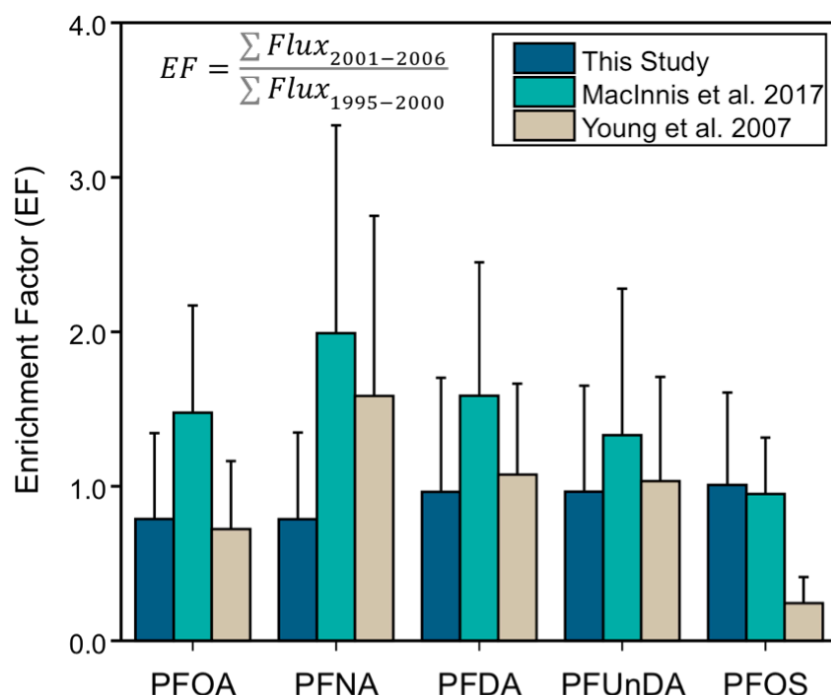 4.0
3.0
2.0
1.0
0.0
Enrichment Factor (EF)
EF = ∑ Flux2001−2006 / ∑ Flux1995−2000
This Study
MacInnis et al. 2017
Young et al. 2007
PFOA PFNA PFDA PFUnDA PFOS